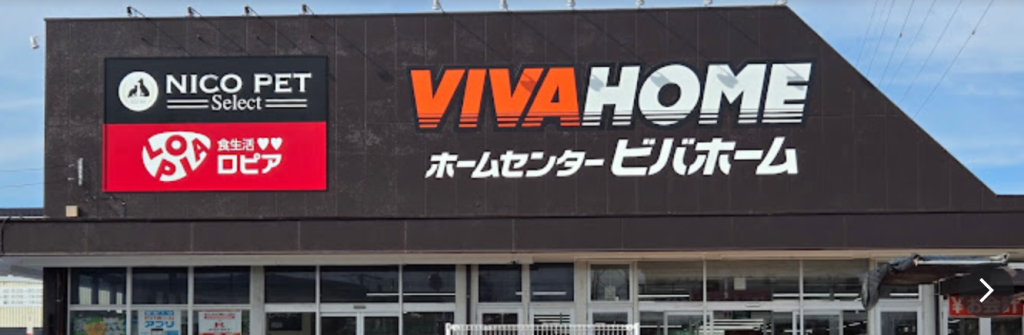 NICO PET
Select
LOPIA
食生活♥♥
ロピア
VIVAHOME
ホームセンター ビバホーム